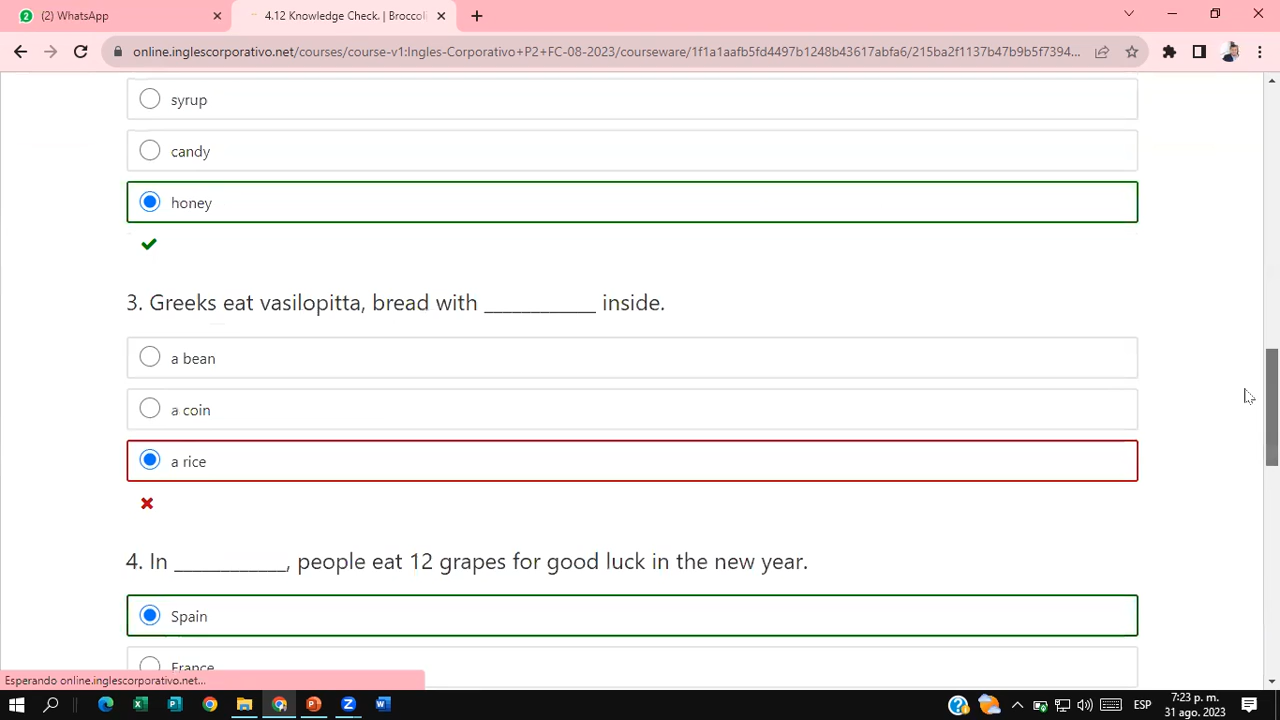 2 (2) WhatsApp
4.12 Knowledge Check. | Broccoli
online.inglescorporativo.net/courses/course-v1:Ingles-Corporativo+P2+FC-08-2023/courseware/1f1a1aafb5fd4497b1248b43617abfa6/215ba2f1137b47b9b5f7394...
syrup
candy
honey
3. Greeks eat vasilopitta, bread with ____________ inside.
a bean
a coin
a rice
4. In ____________, people eat 12 grapes for good luck in the new year.
Spain
France
Esperando online.inglescorporativo.net...
ESP
7:23 p. m.
31 ago. 2023